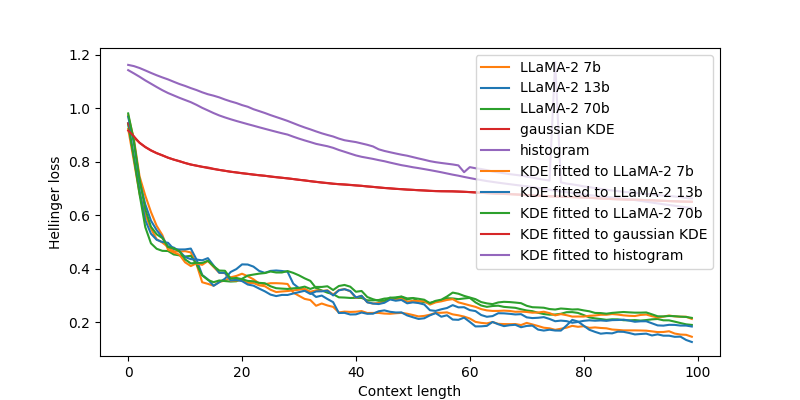 1.2
1.0
0.8
0.6
0.4
0.2
Hellinger loss
LLaMA-2 7b
LLaMA-2 13b
LLaMA-2 70b
gaussian KDE
histogram
KDE fitted to LLaMA-2 7b
KDE fitted to LLaMA-2 13b
KDE fitted to LLaMA-2 70b
KDE fitted to gaussian KDE
KDE fitted to histogram
0 20 40 60 80 100
Context length